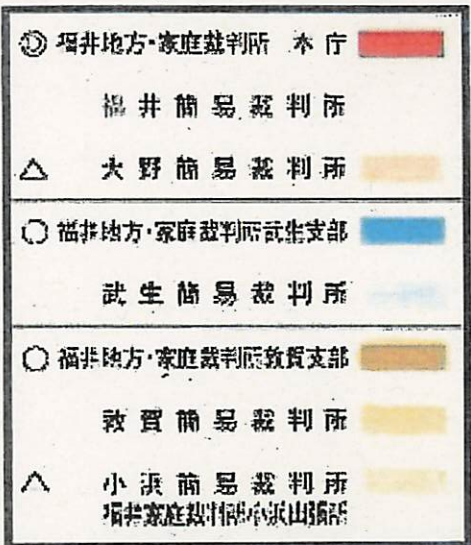 ◎ 福井地方・家庭裁判所 本庁
福井簡易裁判所
△ 大野簡易裁判所
○ 福井地方・家庭裁判所武生支部
武生簡易裁判所
○ 福井地方・家庭裁判所敦賀支部
敦賀簡易裁判所
△ 小浜簡易裁判所
福井家庭裁判所小浜出張所